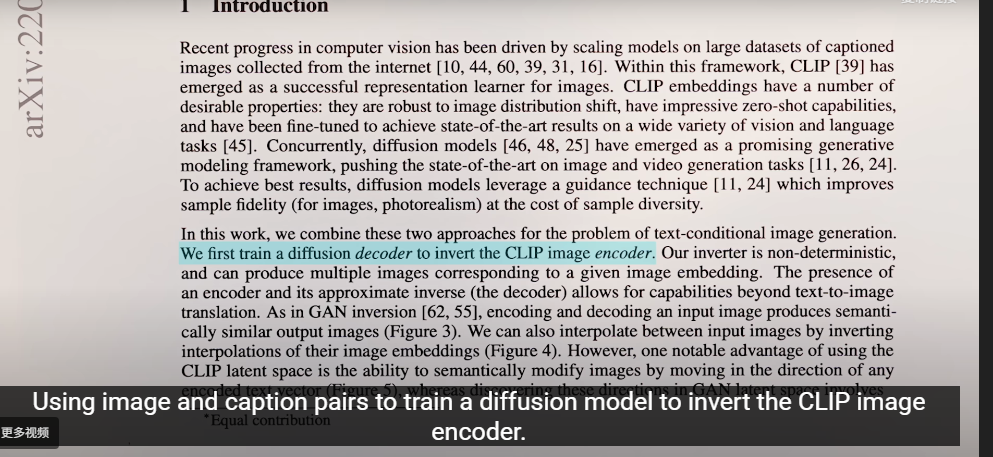 1 Introduction
arXiv:220
Recent progress in computer vision has been driven by scaling models on large datasets of captioned
images collected from the internet [10, 44, 60, 39, 31, 16]. Within this framework, CLIP [39] has
emerged as a successful representation learner for images. CLIP embeddings have a number of
desirable properties: they are robust to image distribution shift, have impressive zero-shot capabilities,
and have been fine-tuned to achieve state-of-the-art results on a wide variety of vision and language
tasks [45]. Concurrently, diffusion models [46, 48, 25] have emerged as a promising generative
modeling framework, pushing the state-of-the-art on image and video generation tasks [11, 26, 24].
To achieve best results, diffusion models leverage a guidance technique [11, 24] which improves
sample fidelity (for images, photorealism) at the cost of sample diversity.
In this work, we combine these two approaches for the problem of text-conditional image generation.
We first train a diffusion decoder to invert the CLIP image encoder. Our inverter is non-deterministic,
and can produce multiple images corresponding to a given image embedding. The presence of
an encoder and its approximate inverse (the decoder) allows for capabilities beyond text-to-image
translation. As in GAN inversion [62, 55], encoding and decoding an input image produces semanti-
cally similar output images (Figure 3). We can also interpolate between input images by inverting
interpolations of their image embeddings (Figure 4). However, one notable advantage of using the
CLIP latent space is the ability to semantically modify images by moving in the direction of any
encoded text vector (Figure 5), whereas discovering these directions in GAN latent space involves
*Equal contribution
Using image and caption pairs to train a diffusion model to invert the CLIP image
encoder.
更多视频